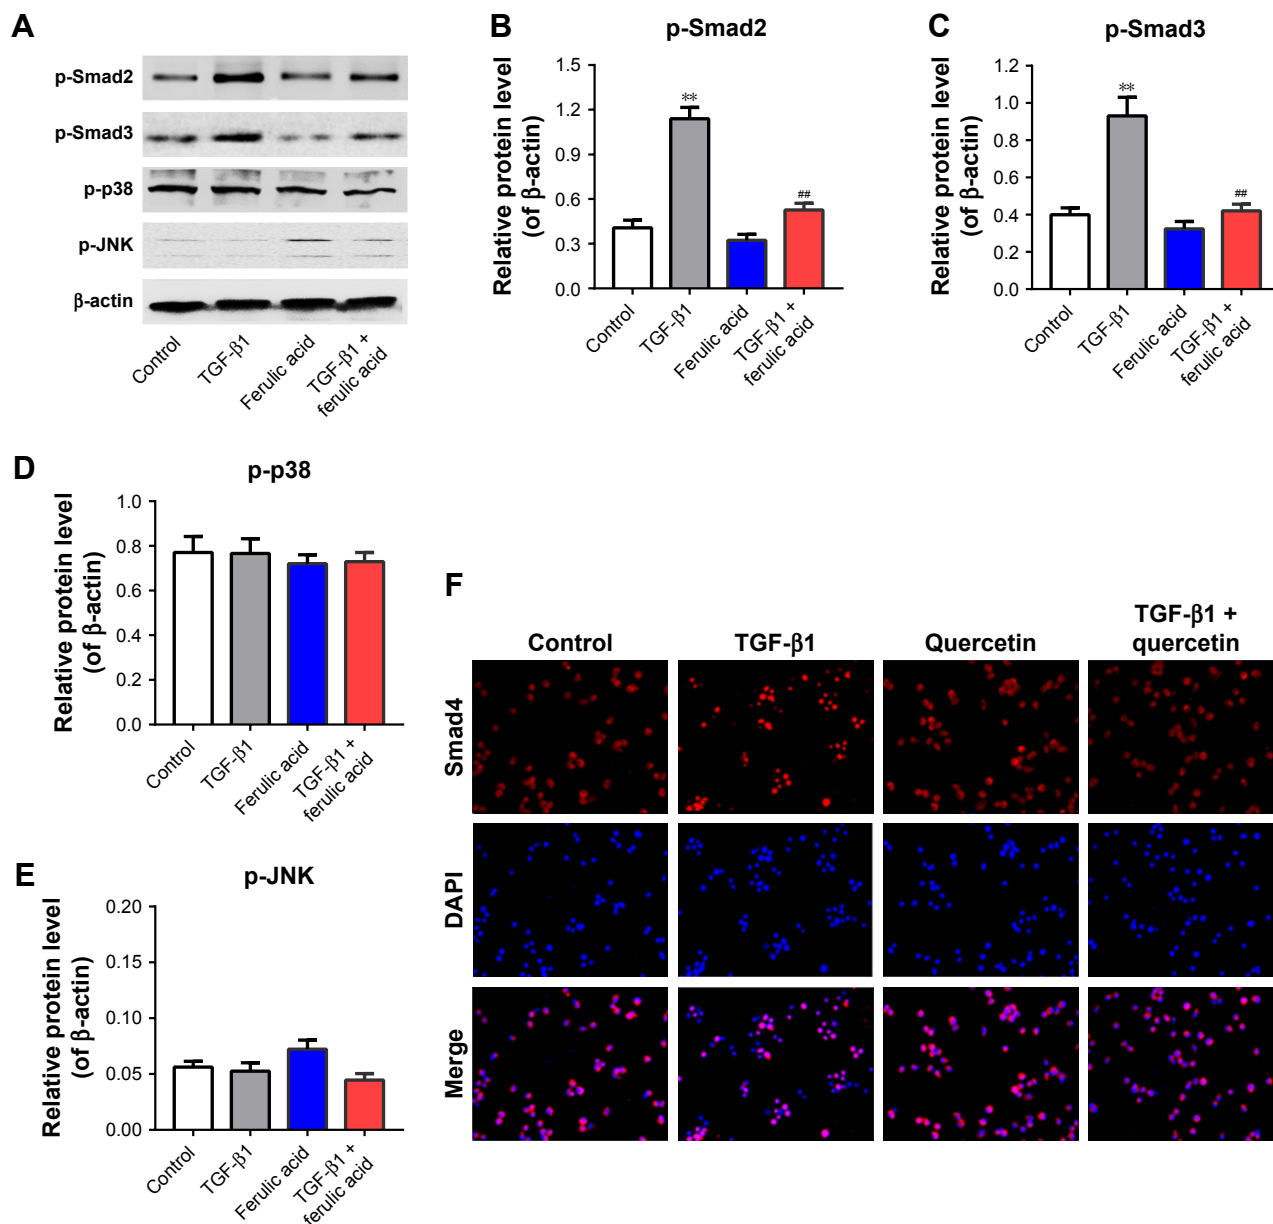 A
p-Smad2
p-Smad3
p-p38
p-JNK
β-actin
Control
TGF-β1
Ferulic acid
TGF-β1 +
ferulic acid
B
p-Smad2
Relative protein level
(of β-actin)
1.5
1.2
0.9
0.6
0.3
0.0
**
##
Control
TGF-β1
Ferulic acid
TGF-β1 +
ferulic acid
C
p-Smad3
Relative protein level
(of β-actin)
1.2
1.0
0.8
0.6
0.4
0.2
0.0
**
##
Control
TGF-β1
Ferulic acid
TGF-β1 +
ferulic acid
D
p-p38
Relative protein level
(of β-actin)
1.0
0.8
0.6
0.4
0.2
0.0
Control
TGF-β1
Ferulic acid
TGF-β1 +
ferulic acid
E
p-JNK
Relative protein level
(of β-actin)
0.20
0.15
0.10
0.05
0.00
Control
TGF-β1
Ferulic acid
TGF-β1 +
ferulic acid
F
Control
TGF-β1
Quercetin
TGF-β1 +
quercetin
Smad4
DAPI
Merge